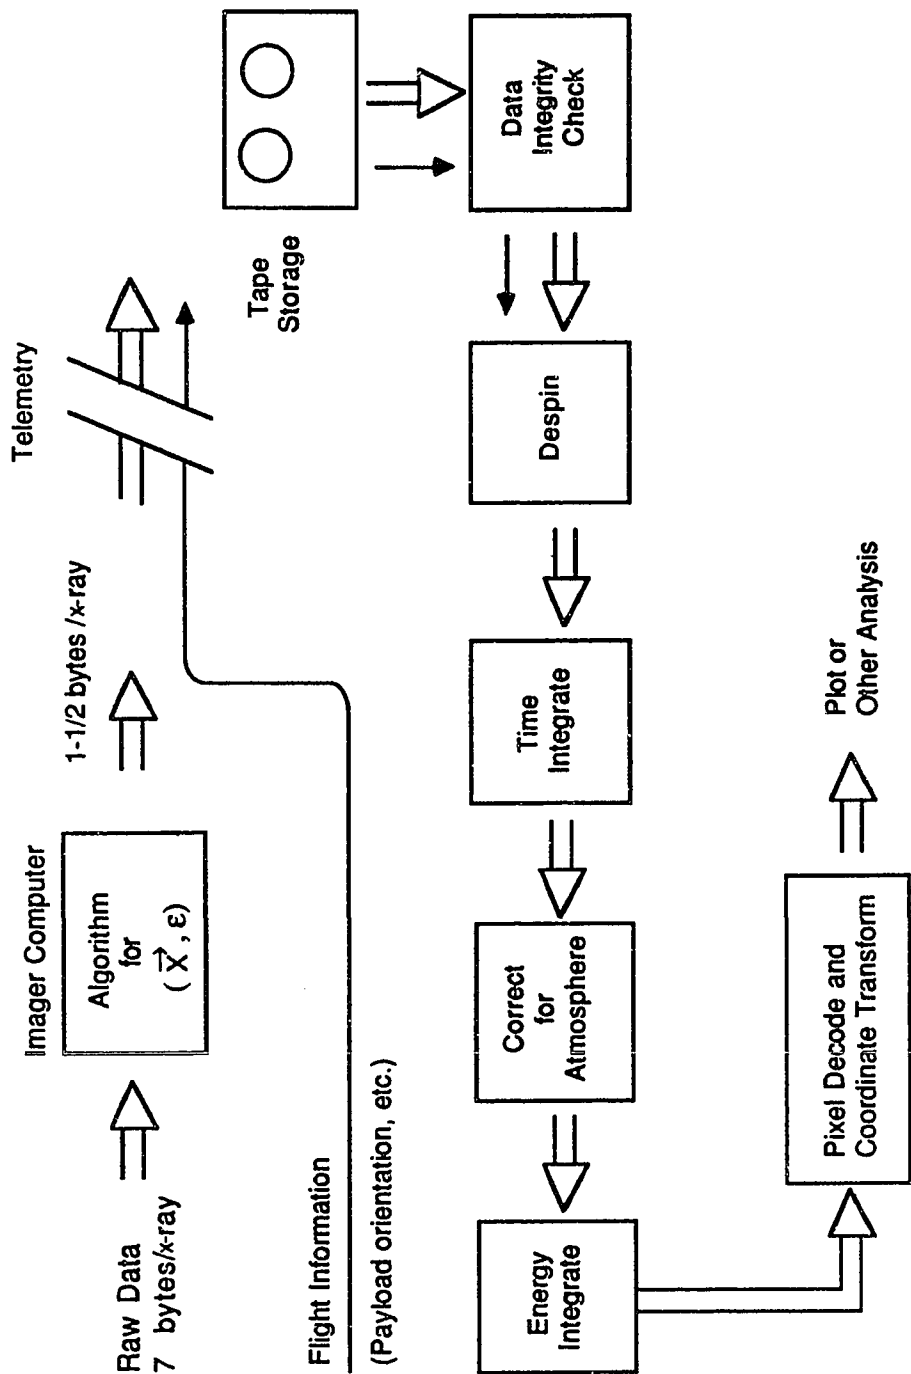 Telemetry
Imager Computer
Raw Data
7 bytes/x-ray
Algorithm
for
(X⃗, ε)
1-1/2 bytes /x-ray
Flight Information
(Payload orientation, etc.)
Tape
Storage
Data
Integrity
Check
Despin
Time
Integrate
Correct
for
Atmosphere
Energy
Integrate
Pixel Decode and
Coordinate Transform
Plot or
Other Analysis